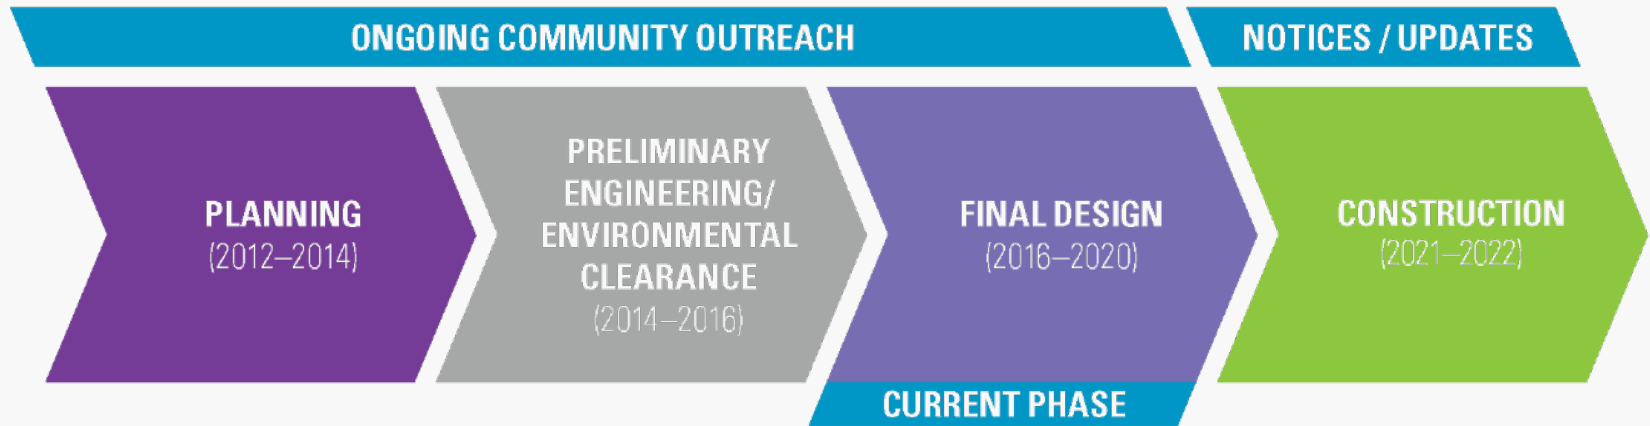 ONGOING COMMUNITY OUTREACH
NOTICES / UPDATES
PLANNING
(2012–2014)
PRELIMINARY
ENGINEERING/
ENVIRONMENTAL
CLEARANCE
(2014–2016)
FINAL DESIGN
(2016–2020)
CURRENT PHASE
CONSTRUCTION
(2021–2022)